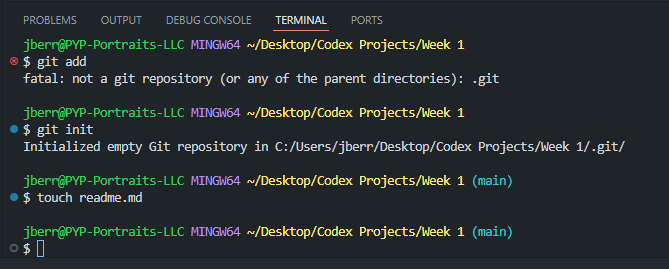 PROBLEMS OUTPUT DEBUG CONSOLE TERMINAL PORTS
jberr@PYP-Portraits-LLC MINGW64 ~/Desktop/Codex Projects/Week 1
$ git add
fatal: not a git repository (or any of the parent directories): .git
jberr@PYP-Portraits-LLC MINGW64 ~/Desktop/Codex Projects/Week 1
$ git init
Initialized empty Git repository in C:/Users/jberr/Desktop/Codex Projects/Week 1/.git/
jberr@PYP-Portraits-LLC MINGW64 ~/Desktop/Codex Projects/Week 1 (main)
$ touch readme.md
jberr@PYP-Portraits-LLC MINGW64 ~/Desktop/Codex Projects/Week 1 (main)
$